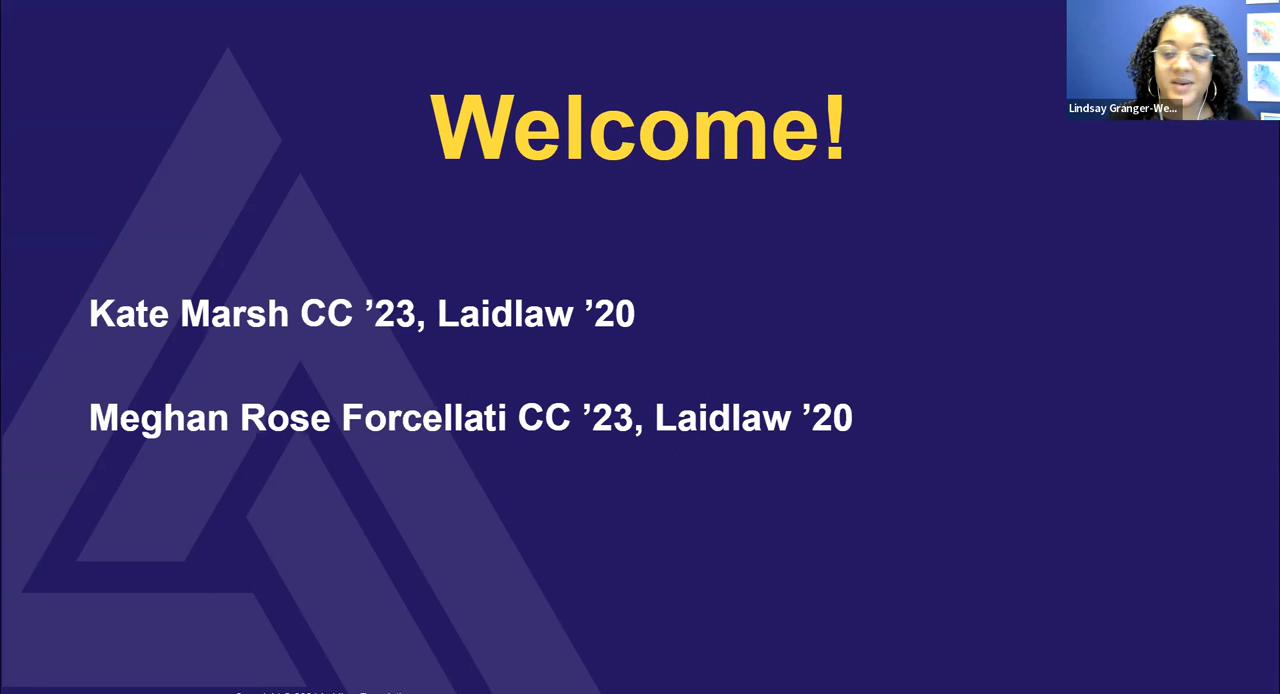 Welcome!
Lindsay Granger-We...
Kate Marsh CC ’23, Laidlaw ’20
Meghan Rose Forcellati CC ’23, Laidlaw ’20